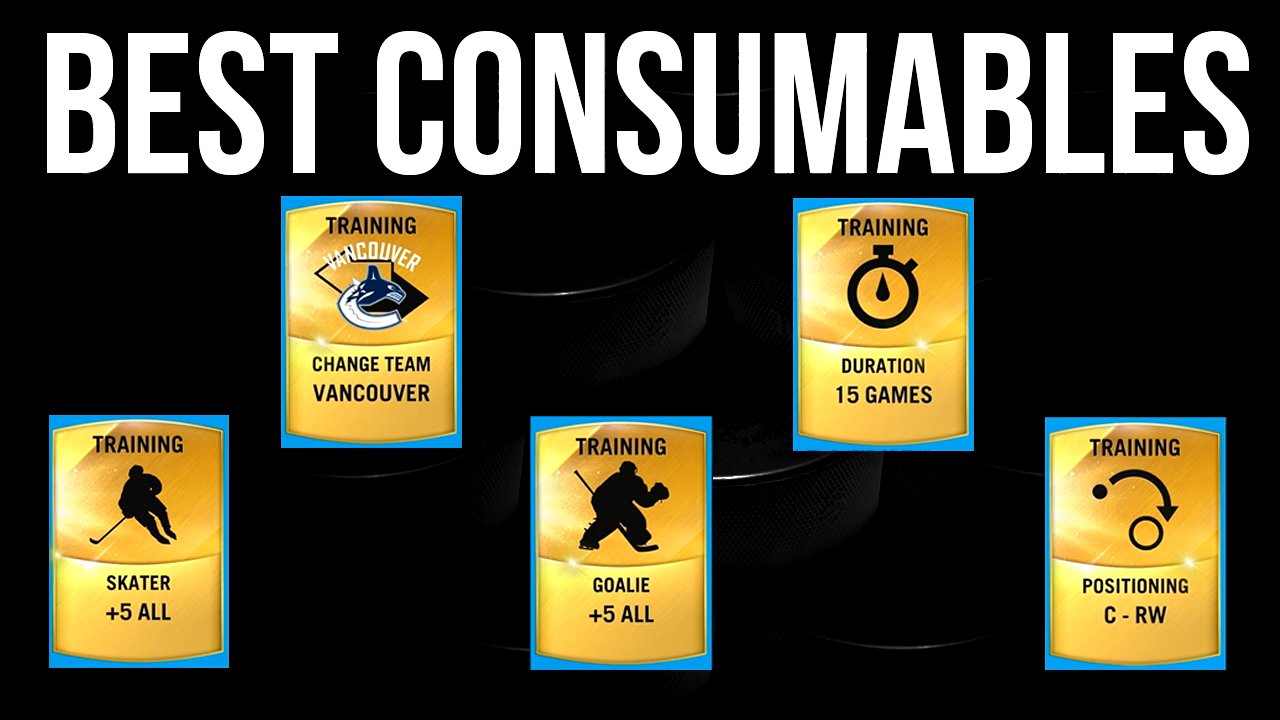 BEST CONSUMABLES
TRAINING
VANCOUVER
CHANGE TEAM
VANCOUVER
TRAINING
DURATION
15 GAMES
TRAINING
SKATER
+5 ALL
TRAINING
GOALIE
+5 ALL
TRAINING
POSITIONING
C - RW